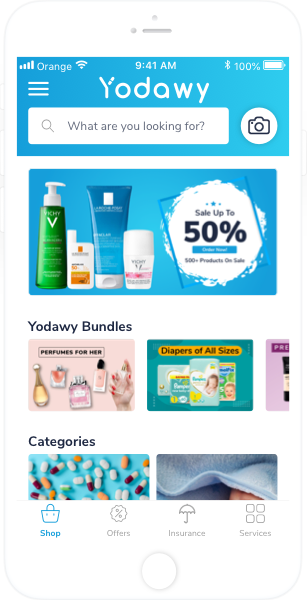 Orange 9:41 AM 100%
Yodawy
What are you looking for?
VICHY
LA ROCHE-POSAY
VICHY
Sale Up To
50%
Order Now!
500+ Products On Sale
Yodawy Bundles
PERFUMES FOR HER
Diapers of All Sizes
Pampers
PRE
Categories
Shop Offers Insurance Services